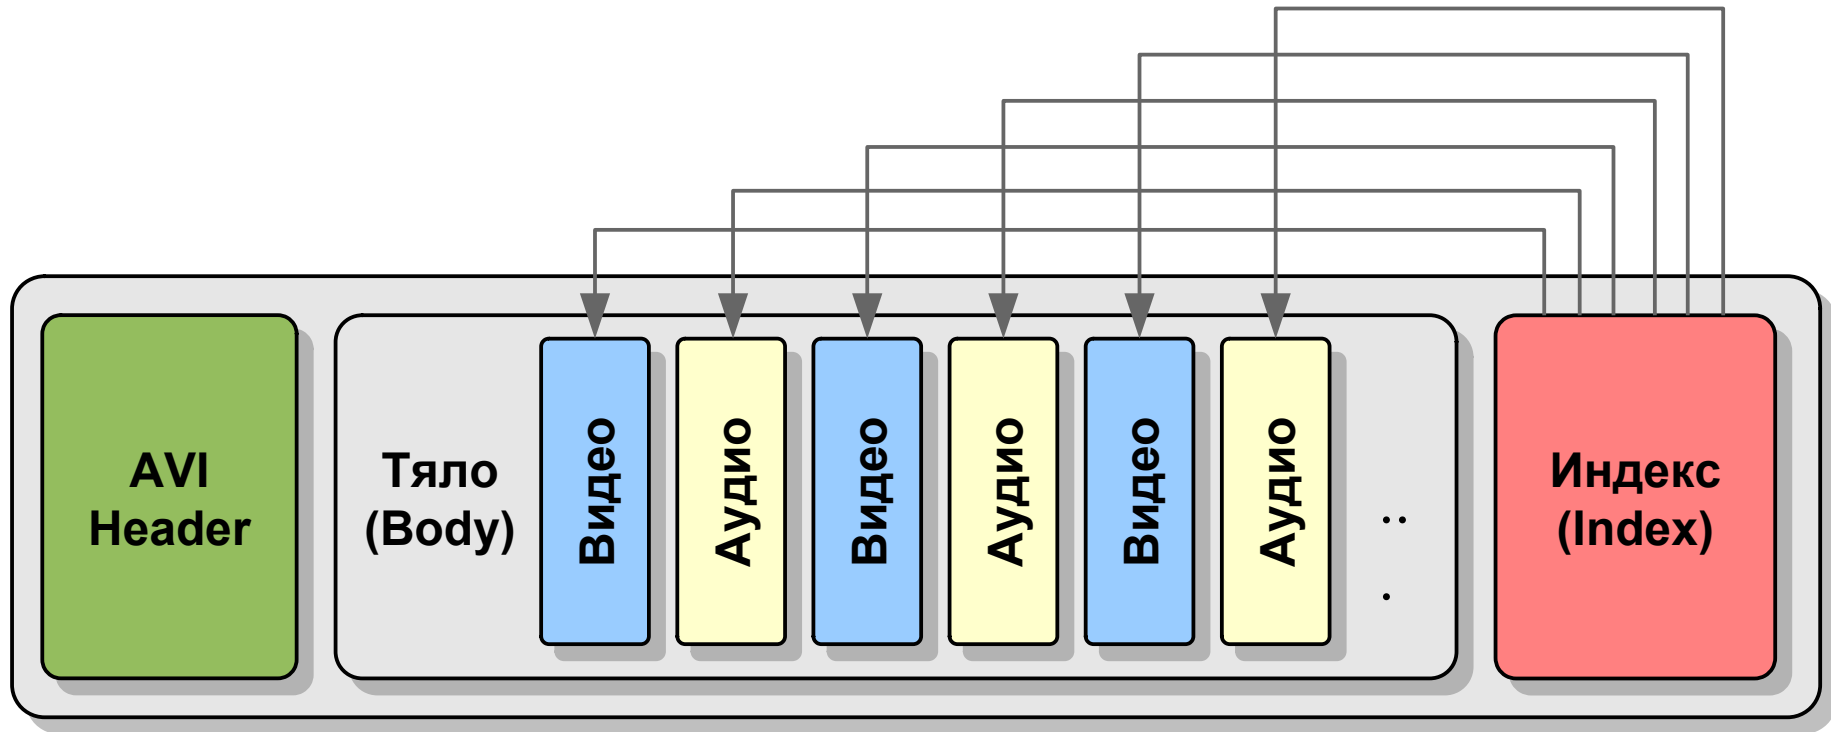 AVI
Header
Тяло
(Body)
Видео
Аудио
Видео
Аудио
Видео
Аудио
..
.
Индекс
(Index)